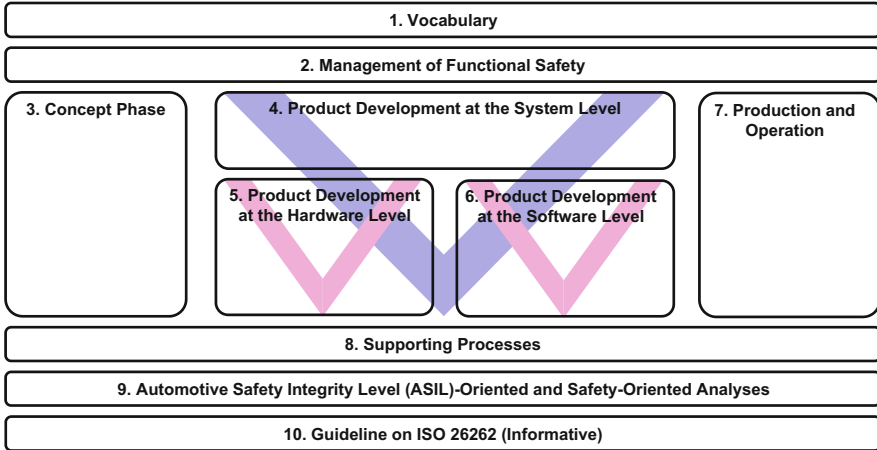 1. Vocabulary
2. Management of Functional Safety
3. Concept Phase
4. Product Development at the System Level
7. Production and
Operation
5. Product Development
at the Hardware Level
6. Product Development
at the Software Level
8. Supporting Processes
9. Automotive Safety Integrity Level (ASIL)-Oriented and Safety-Oriented Analyses
10. Guideline on ISO 26262 (Informative)